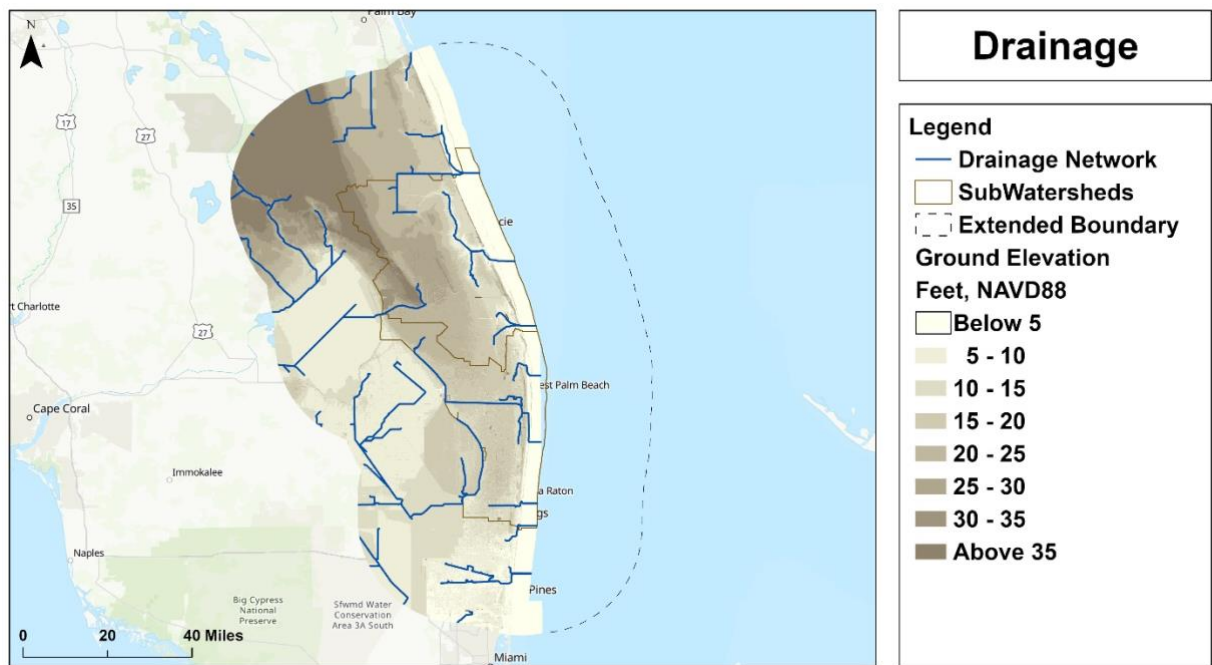 Palm Bay
N
17
27
35
cie
rt Charlotte
27
est Palm Beach
Cape Coral
Immokalee
a Raton
gs
Naples
Pines
Big Cypress
National
Preserve
Sfwmd Water
Conservation
Area 3A South
0 20 40 Miles
Miami
Drainage
Legend
Drainage Network
SubWatersheds
Extended Boundary
Ground Elevation
Feet, NAVD88
Below 5
5 - 10
10 - 15
15 - 20
20 - 25
25 - 30
30 - 35
Above 35